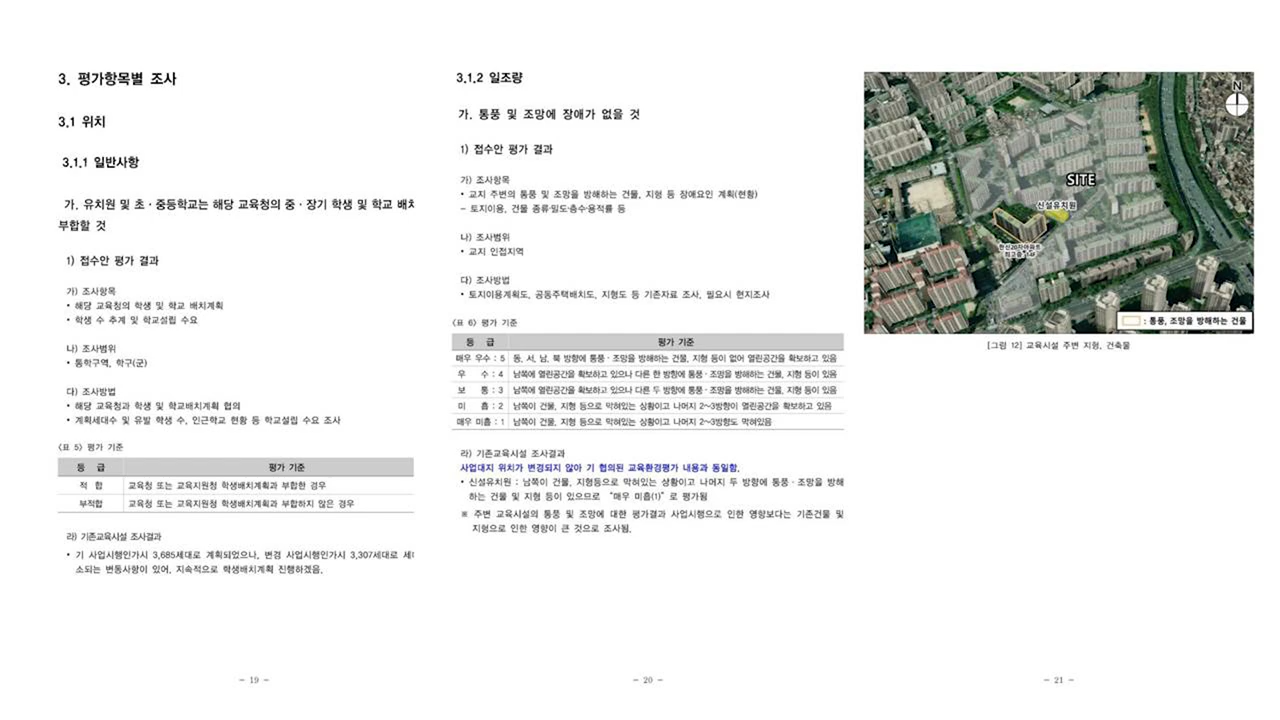 3. 평가항목별 조사
3.1 위치
3.1.1 일반사항
가. 유치원 및 초·중등학교는 해당 교육청의 중·장기 학생 및 학교 배치
부합할 것
1) 접수안 평가 결과
가) 조사항목
• 해당 교육청의 학생 및 학교 배치계획
• 학생 수 추계 및 학교설립 수요
나) 조사범위
• 통학구역, 학구(군)
다) 조사방법
• 해당 교육청과 학생 및 학교배치계획 협의
• 계획세대수 및 유발 학생 수, 인근학교 현황 등 학교설립 수요 조사
<표 5> 평가 기준
등 급 평가 기준
적 합 교육청 또는 교육지원청 학생배치계획과 부합한 경우
부적합 교육청 또는 교육지원청 학생배치계획과 부합하지 않은 경우
라) 기존교육시설 조사결과
• 기 사업시행인가시 3,685세대로 계획되었으나, 변경 사업시행인가시 3,307세대로
소되는 변동사항이 있어, 지속적으로 학생배치계획 진행하겠음.
- 19 -
3.1.2 일조량
가. 통풍 및 조망에 장애가 없을 것
1) 접수안 평가 결과
가) 조사항목
• 교지 주변의 통풍 및 조망을 방해하는 건물, 지형 등 장애요인 계획(현황)
- 토지이용, 건물 종류·밀도·층수·용적률 등
나) 조사범위
• 교지 인접지역
다) 조사방법
• 토지이용계획도, 공동주택배치도, 지형도 등 기존자료 조사, 필요시 현지조사
<표 6> 평가 기준
등 급 평가 기준
매우 우수 : 5 동, 서, 남, 북 방향에 통풍·조망을 방해하는 건물, 지형 등이 없어 열린공간을 확보하고 있음
우 수 : 4 남쪽에 열린공간을 확보하고 있으나 다른 한 방향에 통풍·조망을 방해하는 건물, 지형 등이 있음
보 통 : 3 남쪽에 열린공간을 확보하고 있으나 다른 두 방향에 통풍·조망을 방해하는 건물, 지형 등이 있음
미 흡 : 2 남쪽이 건물, 지형 등으로 막혀있는 상황이고 나머지 2~3방향이 열린공간을 확보하고 있음
매우 미흡 : 1 남쪽이 건물, 지형 등으로 막혀있는 상황이고 나머지 2~3방향도 막혀있음
라) 기존교육시설 조사결과
사업대지 위치가 변경되지 않아 기 협의된 교육환경평가 내용과 동일함.
• 신설유치원 : 남쪽이 건물, 지형등으로 막혀있는 상황이고 나머지 두 방향에 통풍·조망을 방해
하는 건물 및 지형 등이 있으므로 “매우 미흡(1)”로 평가됨
※ 주변 교육시설의 통풍 및 조망에 대한 평가결과 사업시행으로 인한 영향보다는 기존건물 및
지형으로 인한 영향이 큰 것으로 조사됨.
- 20 -
N
SITE
신설유치원
한신20차아파트
최고층 14F
: 통풍, 조망을 방해하는 건물
[그림 12] 교육시설 주변 지형, 건축물
- 21 -